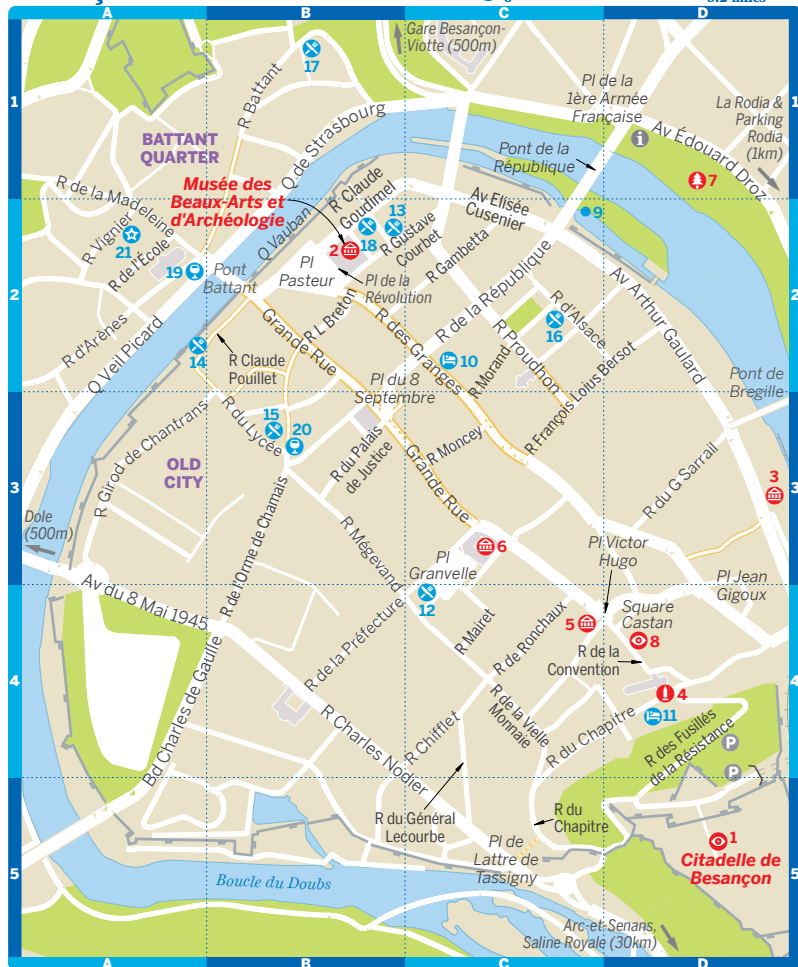 A
B
C
D
1
Gare Besançon-
Viotte (500m)
17
R Battant
Pl de la
1ère Armée
Française
La Rodia &
Parking
Rodia
(1km)
1
BATTANT
QUARTER
Q de Strasbourg
Pont de la
République
i
Av Édouard Droz
7
R de la Madeleine
Musée des
Beaux-Arts et
d'Archéologie
R Claude
Goudimel
Av Elisée
Cusenier
9
R Vignier
21
R de l'École
19
Q Vauban
13
18
2
R Gustave
Courbet
R Gambetta
Pont
Battant
Pl
Pasteur
Pl de la
Révolution
2
2
R d'Arènes
Q Veil Picard
14
R Claude
Pouillet
Grande Rue
R L Breton
R des Granges
R de la République
R Proudhon
R d'Alsace
16
Av Arthur Gaulard
10
R Morand
R François Loius Bersot
Pl du 8
Septembre
Pont de
Bregille
R Girod de Chantrans
R du Lycée
15
20
OLD
CITY
R du Palais
de Justice
R Moncey
Grande Rue
R du G Sarrail
3
3
3
Dole
(500m)
R de l'Orme de Chamais
R Mégevand
6
Pl
Granvelle
Pl Victor
Hugo
Pl Jean
Gigoux
Av du 8 Mai 1945
12
R de la Préfecture
R Mairet
R de Ronchaux
5
Square
Castan
8
R de la
Convention
4
4
4
11
Bd Charles de Gaulle
R Charles Nodier
R Chifflet
R de la Vielle
Monnaie
R du Chapitre
R des Fusillés
de la Résistance
P
P
R du Général
Lecourbe
R du
Chapitre
Pl de
Lattre de
Tassigny
1
Citadelle de
Besançon
5
5
Boucle du Doubs
Arc-et-Senans,
Saline Royale (30km)
A
B
C
D